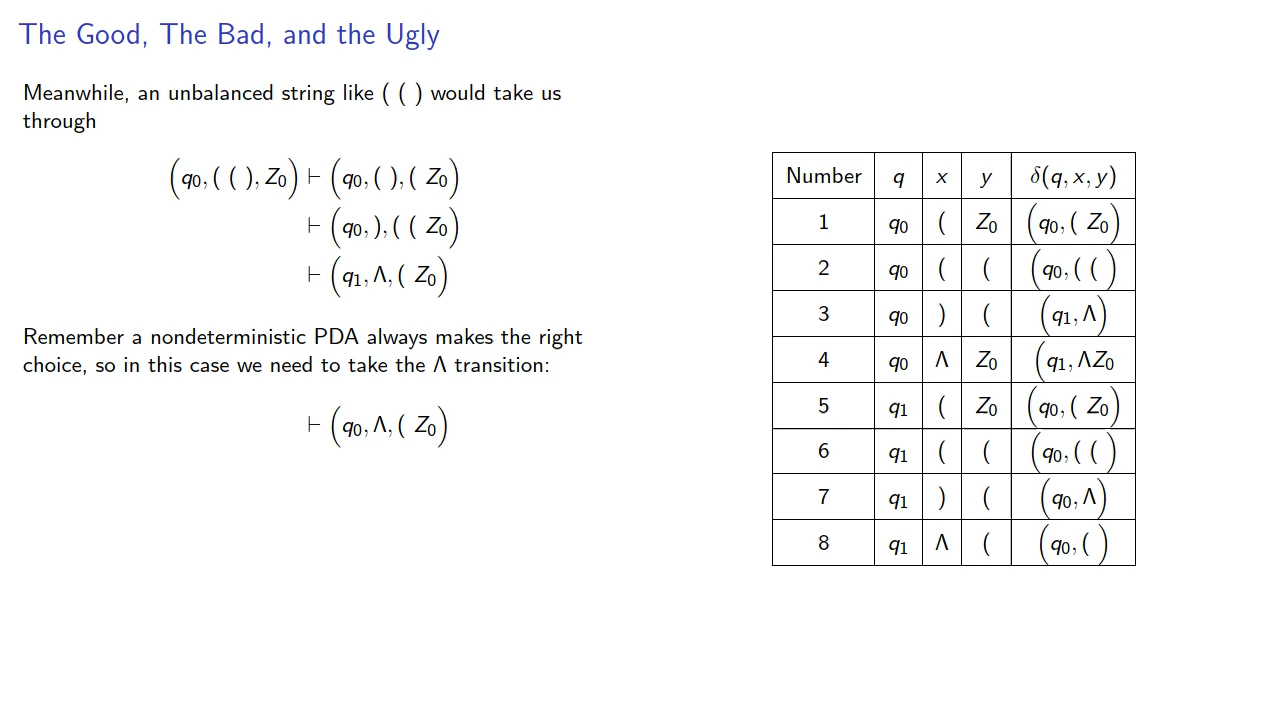 The Good, The Bad, and the Ugly
Meanwhile, an unbalanced string like ( ( ) would take us
through
(q₀, ( ( ), Z₀) ⊢ (q₀, ( ), ( Z₀)
⊢ (q₀, ), ( ( Z₀)
⊢ (q₁, Λ, ( Z₀)
Remember a nondeterministic PDA always makes the right
choice, so in this case we need to take the Λ transition:
⊢ (q₀, Λ, ( Z₀)
Number q x y δ(q, x, y)
1 q₀ ( Z₀ (q₀, ( Z₀)
2 q₀ ( ( (q₀, ( ( )
3 q₀ ) ( (q₁, Λ)
4 q₀ Λ Z₀ (q₁, ΛZ₀
5 q₁ ( Z₀ (q₀, ( Z₀)
6 q₁ ( ( (q₀, ( ( )
7 q₁ ) ( (q₀, Λ)
8 q₁ Λ ( (q₀, ( )